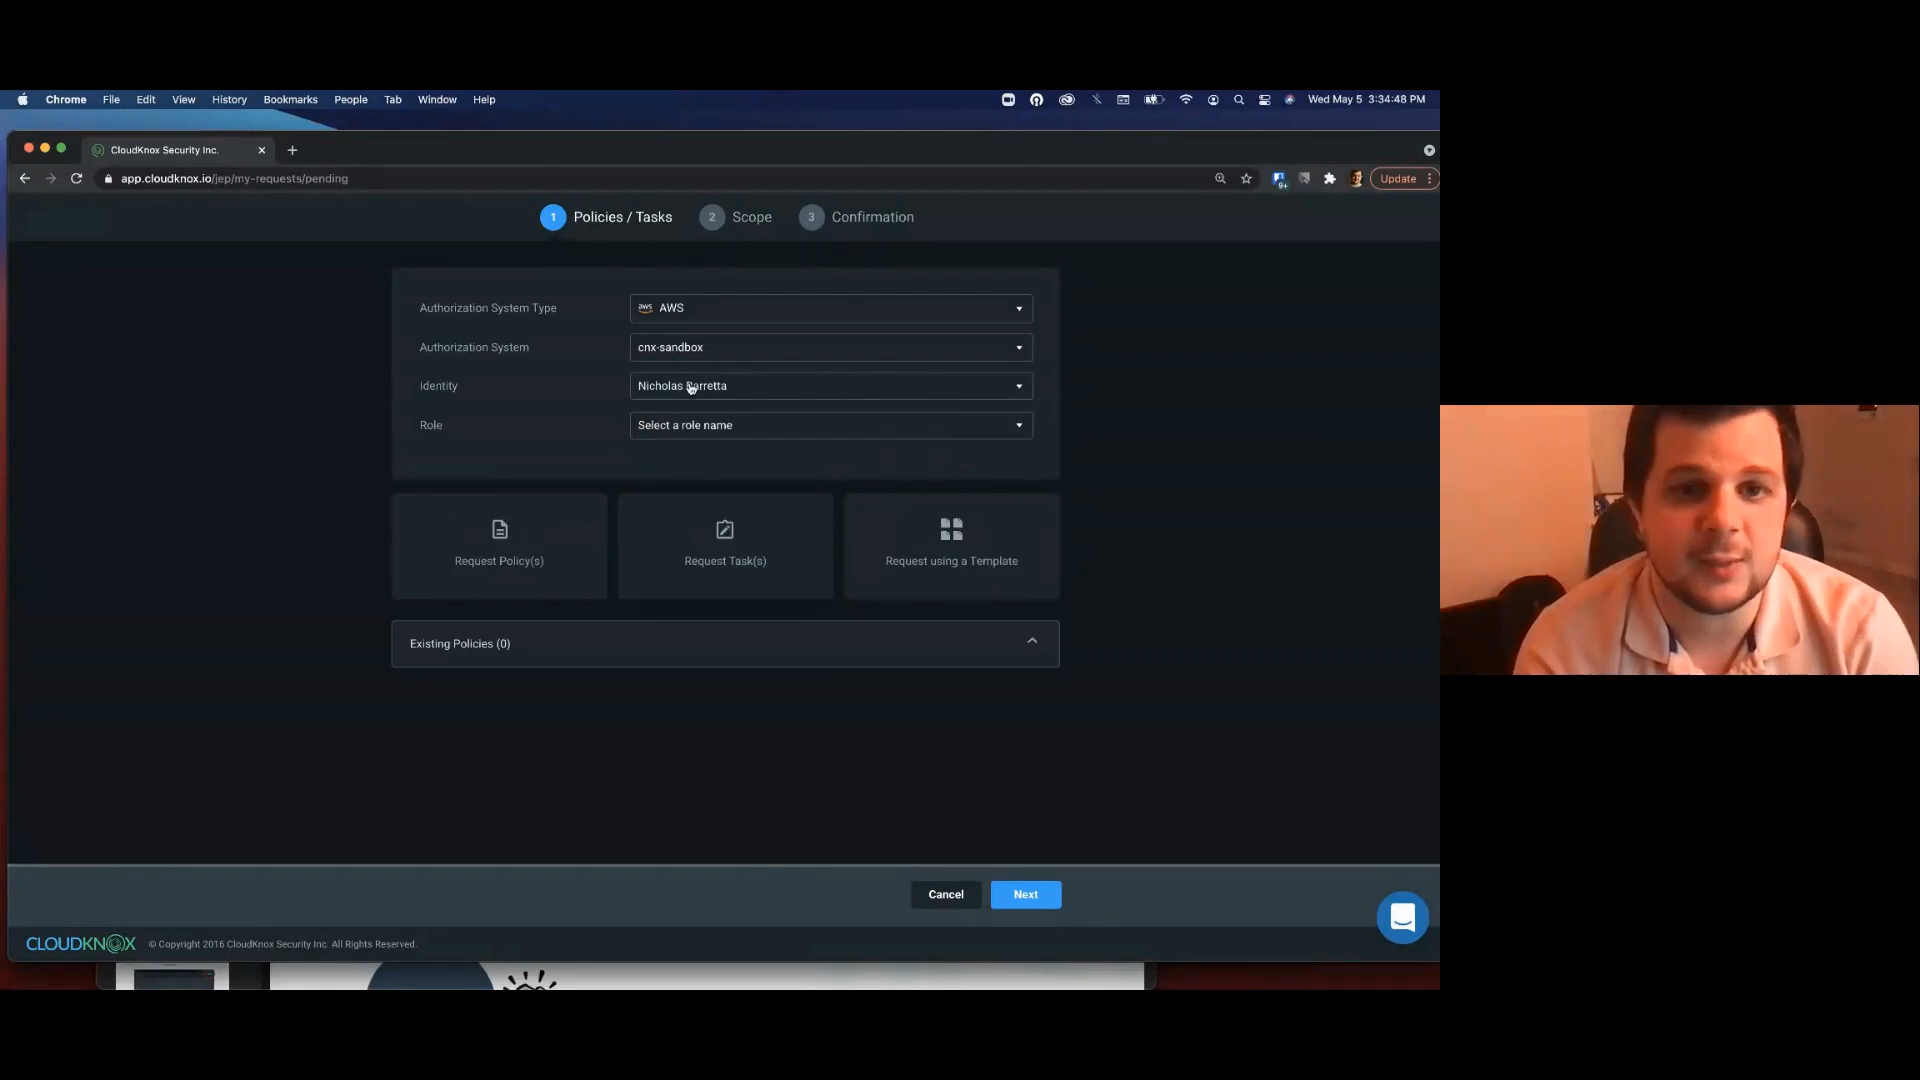 Chrome File Edit View History Bookmarks People Tab Window Help Wed May 5 3:34:48 PM
CloudKnox Security Inc.
app.cloudknox.io/jep/my-requests/pending Update
1 Policies / Tasks 2 Scope 3 Confirmation
Authorization System Type aws AWS
Authorization System cnx-sandbox
Identity Nicholas Barretta
Role Select a role name
Request Policy(s) Request Task(s) Request using a Template
Existing Policies (0)
Cancel Next
CLOUDKNOX © Copyright 2016 CloudKnox Security Inc. All Rights Reserved.